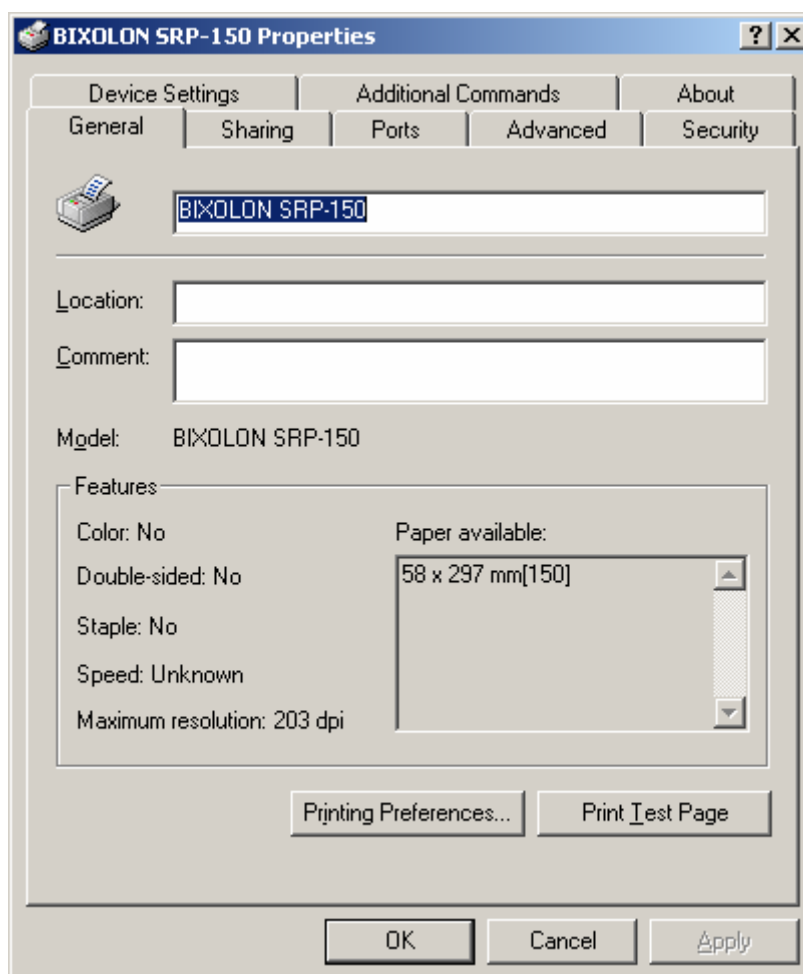 BIXOLON SRP-150 Properties
Device Settings Additional Commands About
General Sharing Ports Advanced Security
BIXOLON SRP-150
Location:
Comment:
Model: BIXOLON SRP-150
Features
Color: No
Paper available:
Double-sided: No
58 x 297 mm[150]
Staple: No
Speed: Unknown
Maximum resolution: 203 dpi
Printing Preferences... Print Test Page
OK Cancel Apply